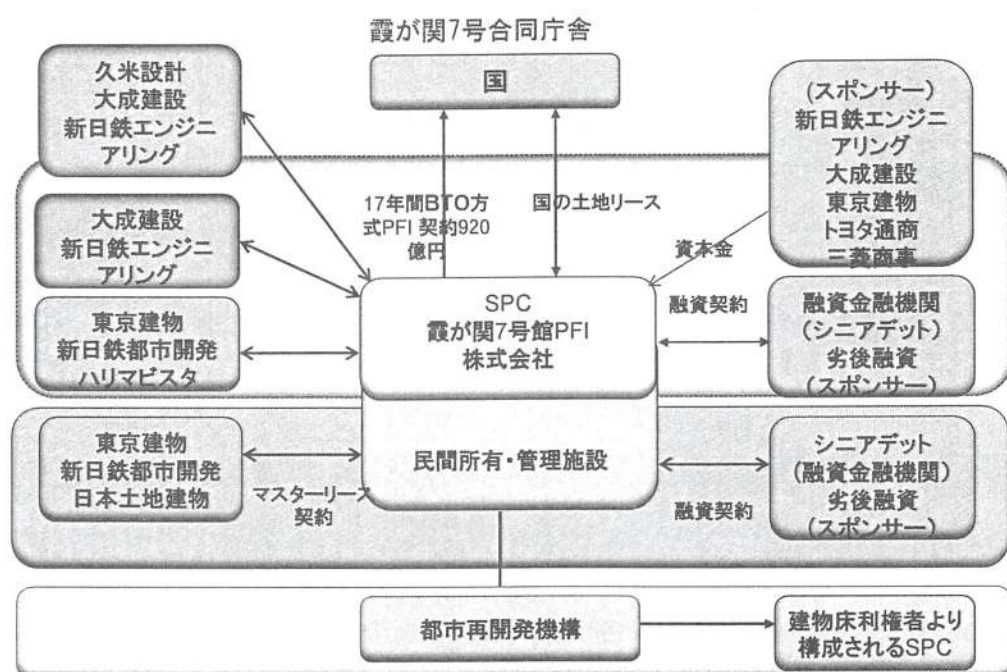 霞が関7号合同庁舎
国
久米設計
大成建設
新日鉄エンジニ
アリング
(スポンサー)
新日鉄エンジニ
アリング
大成建設
東京建物
トヨタ通商
三菱商事
大成建設
新日鉄エンジニ
アリング
17年間BTO方
式PFI 契約920
億円
国の土地リース
資本金
東京建物
新日鉄都市開発
ハリマビスタ
SPC
霞が関7号館PFI
株式会社
融資契約
融資金融機関
(シニアデット)
劣後融資
(スポンサー)
東京建物
新日鉄都市開発
日本土地建物
マスターリース
契約
民間所有・管理施設
融資契約
シニアデット
(融資金融機関)
劣後融資
(スポンサー)
都市再開発機構
建物床利権者より
構成されるSPC